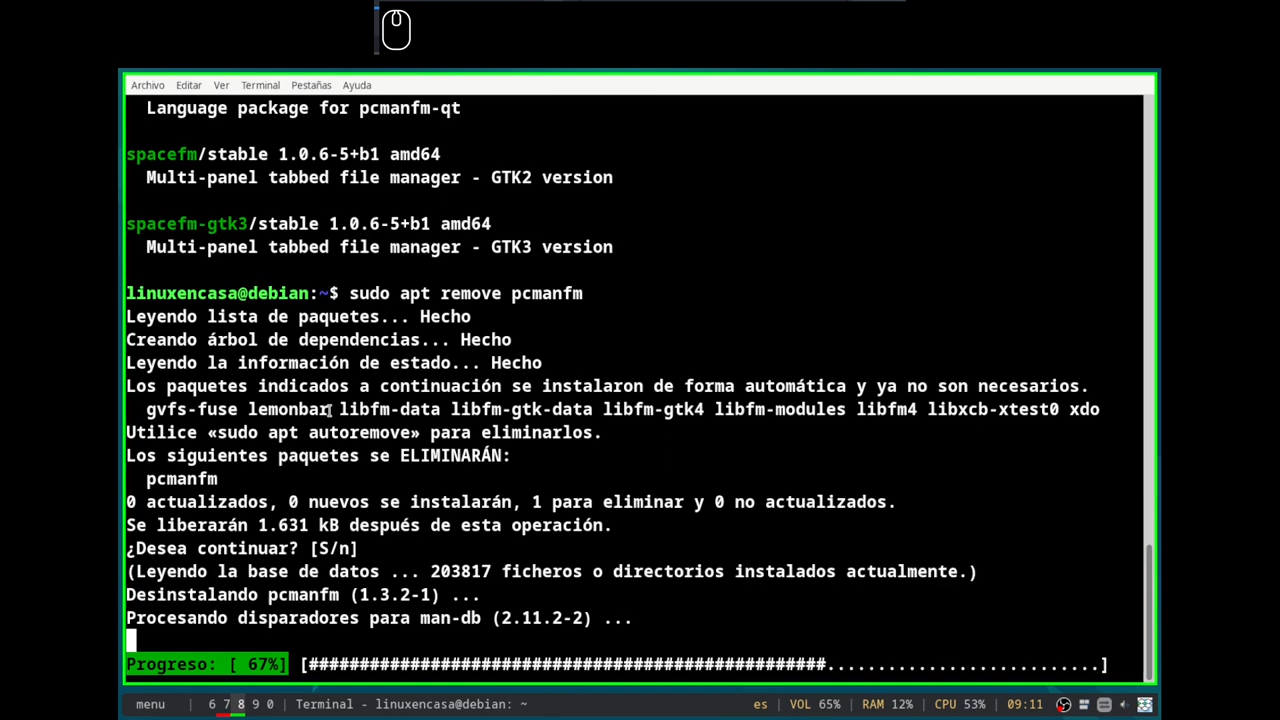 Archivo Editar Ver Terminal Pestañas Ayuda
Language package for pcmanfm-qt
spacefm/stable 1.0.6-5+b1 amd64
Multi-panel tabbed file manager - GTK2 version
spacefm-gtk3/stable 1.0.6-5+b1 amd64
Multi-panel tabbed file manager - GTK3 version
linuxencasa@debian:~$ sudo apt remove pcmanfm
Leyendo lista de paquetes... Hecho
Creando árbol de dependencias... Hecho
Leyendo la información de estado... Hecho
Los paquetes indicados a continuación se instalaron de forma automática y ya no son necesarios.
gvfs-fuse lemonbar libfm-data libfm-gtk-data libfm-gtk4 libfm-modules libfm4 libxcb-xtest0 xdo
Utilice «sudo apt autoremove» para eliminarlos.
Los siguientes paquetes se ELIMINARÁN:
pcmanfm
0 actualizados, 0 nuevos se instalarán, 1 para eliminar y 0 no actualizados.
Se liberarán 1.631 kB después de esta operación.
¿Desea continuar? [S/n]
(Leyendo la base de datos ... 203817 ficheros o directorios instalados actualmente.)
Desinstalando pcmanfm (1.3.2-1) ...
Procesando disparadores para man-db (2.11.2-2) ...
Progreso: [ 67%] [###################################################...........................]
menu 6 7 8 9 0 Terminal - linuxencasa@debian: ~ es VOL 65% RAM 12% CPU 53% 09:11